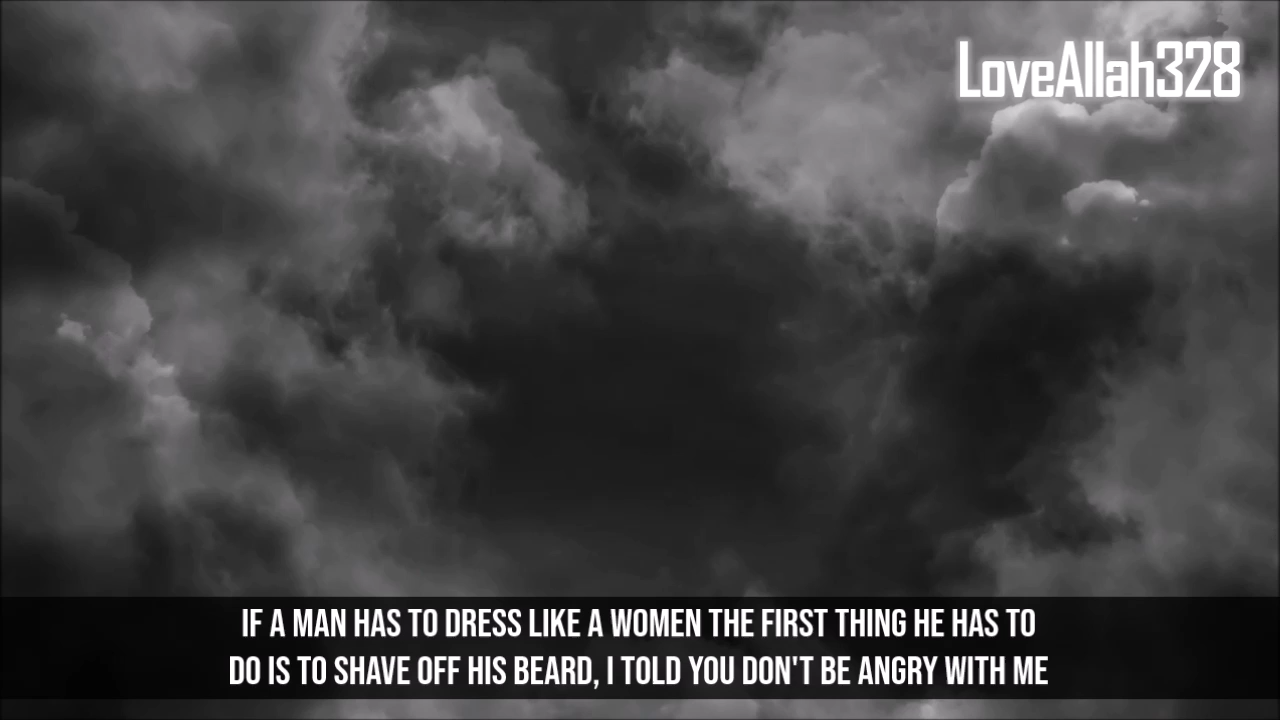 LoveAllah328
IF A MAN HAS TO DRESS LIKE A WOMEN THE FIRST THING HE HAS TO
DO IS TO SHAVE OFF HIS BEARD, I TOLD YOU DON'T BE ANGRY WITH ME